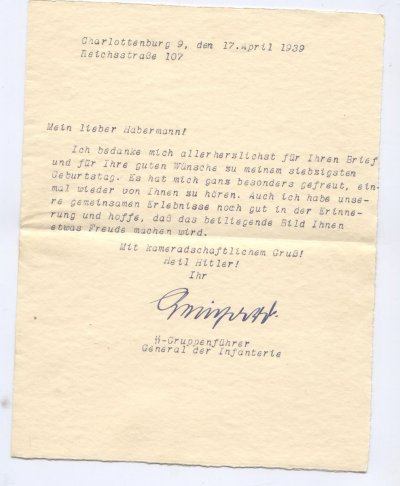 Charlottenburg 9, den 17.April 1939
Reichsstraße 107
Mein lieber Habermann!
Ich bedanke mich allerherzlichst für Ihren Brief
und für Ihre guten Wünsche zu meinem siebzigsten
Geburtstag. Es hat mich ganz besonders gefreut, ein-
mal wieder von Ihnen zu hören. Auch ich habe unse-
re gemeinsamen Erlebnisse noch gut in der Erinne-
rung und hoffe, daß das beiliegende Bild Ihnen
etwas Freude machen wird.
Mit kameradschaftlichem Gruß!
Heil Hitler!
Ihr
SS-Gruppenführer
General der Infanterie